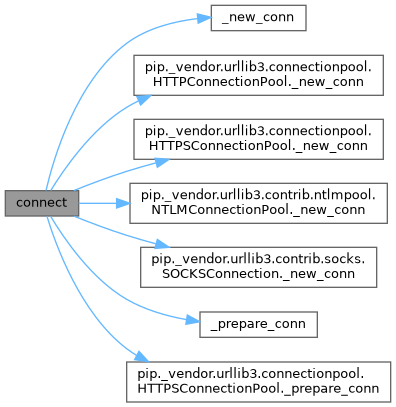 _new_conn
pip._vendor.urllib3.connectionpool.
HTTPConnectionPool._new_conn
pip._vendor.urllib3.connectionpool.
HTTPSConnectionPool._new_conn
connect
pip._vendor.urllib3.contrib.ntlmpool.
NTLMConnectionPool._new_conn
pip._vendor.urllib3.contrib.socks.
SOCKSConnection._new_conn
_prepare_conn
pip._vendor.urllib3.connectionpool.
HTTPSConnectionPool._prepare_conn